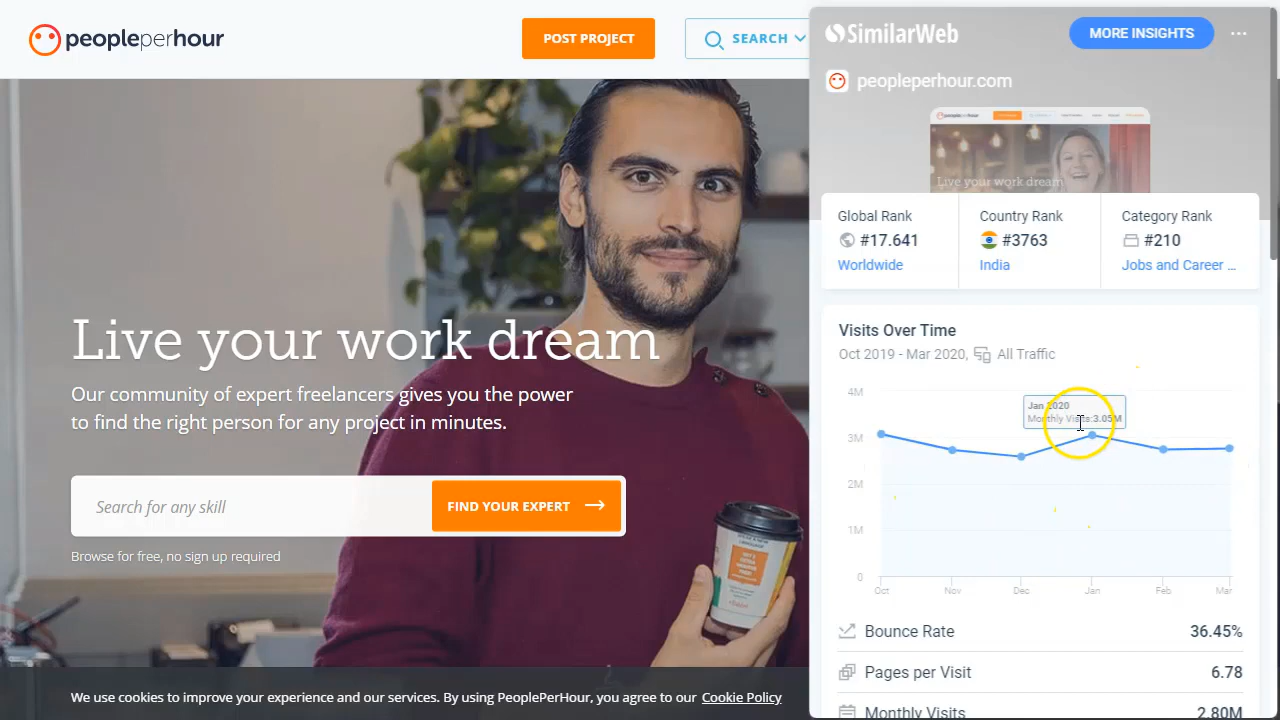 peopleperhour
POST PROJECT
SEARCH
Live your work dream
Our community of expert freelancers gives you the power
to find the right person for any project in minutes.
Search for any skill
FIND YOUR EXPERT
Browse for free, no sign up required
We use cookies to improve your experience and our services. By using PeoplePerHour, you agree to our Cookie Policy
SimilarWeb
MORE INSIGHTS
peopleperhour.com
Live your work dream
Global Rank
#17.641
Worldwide
Country Rank
#3763
India
Category Rank
#210
Jobs and Career ...
Visits Over Time
Oct 2019 - Mar 2020, All Traffic
4M
Jan 2020
Monthly Visits:3.05M
3M
2M
1M
0
Oct Nov Dec Jan Feb Mar
Bounce Rate 36.45%
Pages per Visit 6.78
Monthly Visits 2.80M